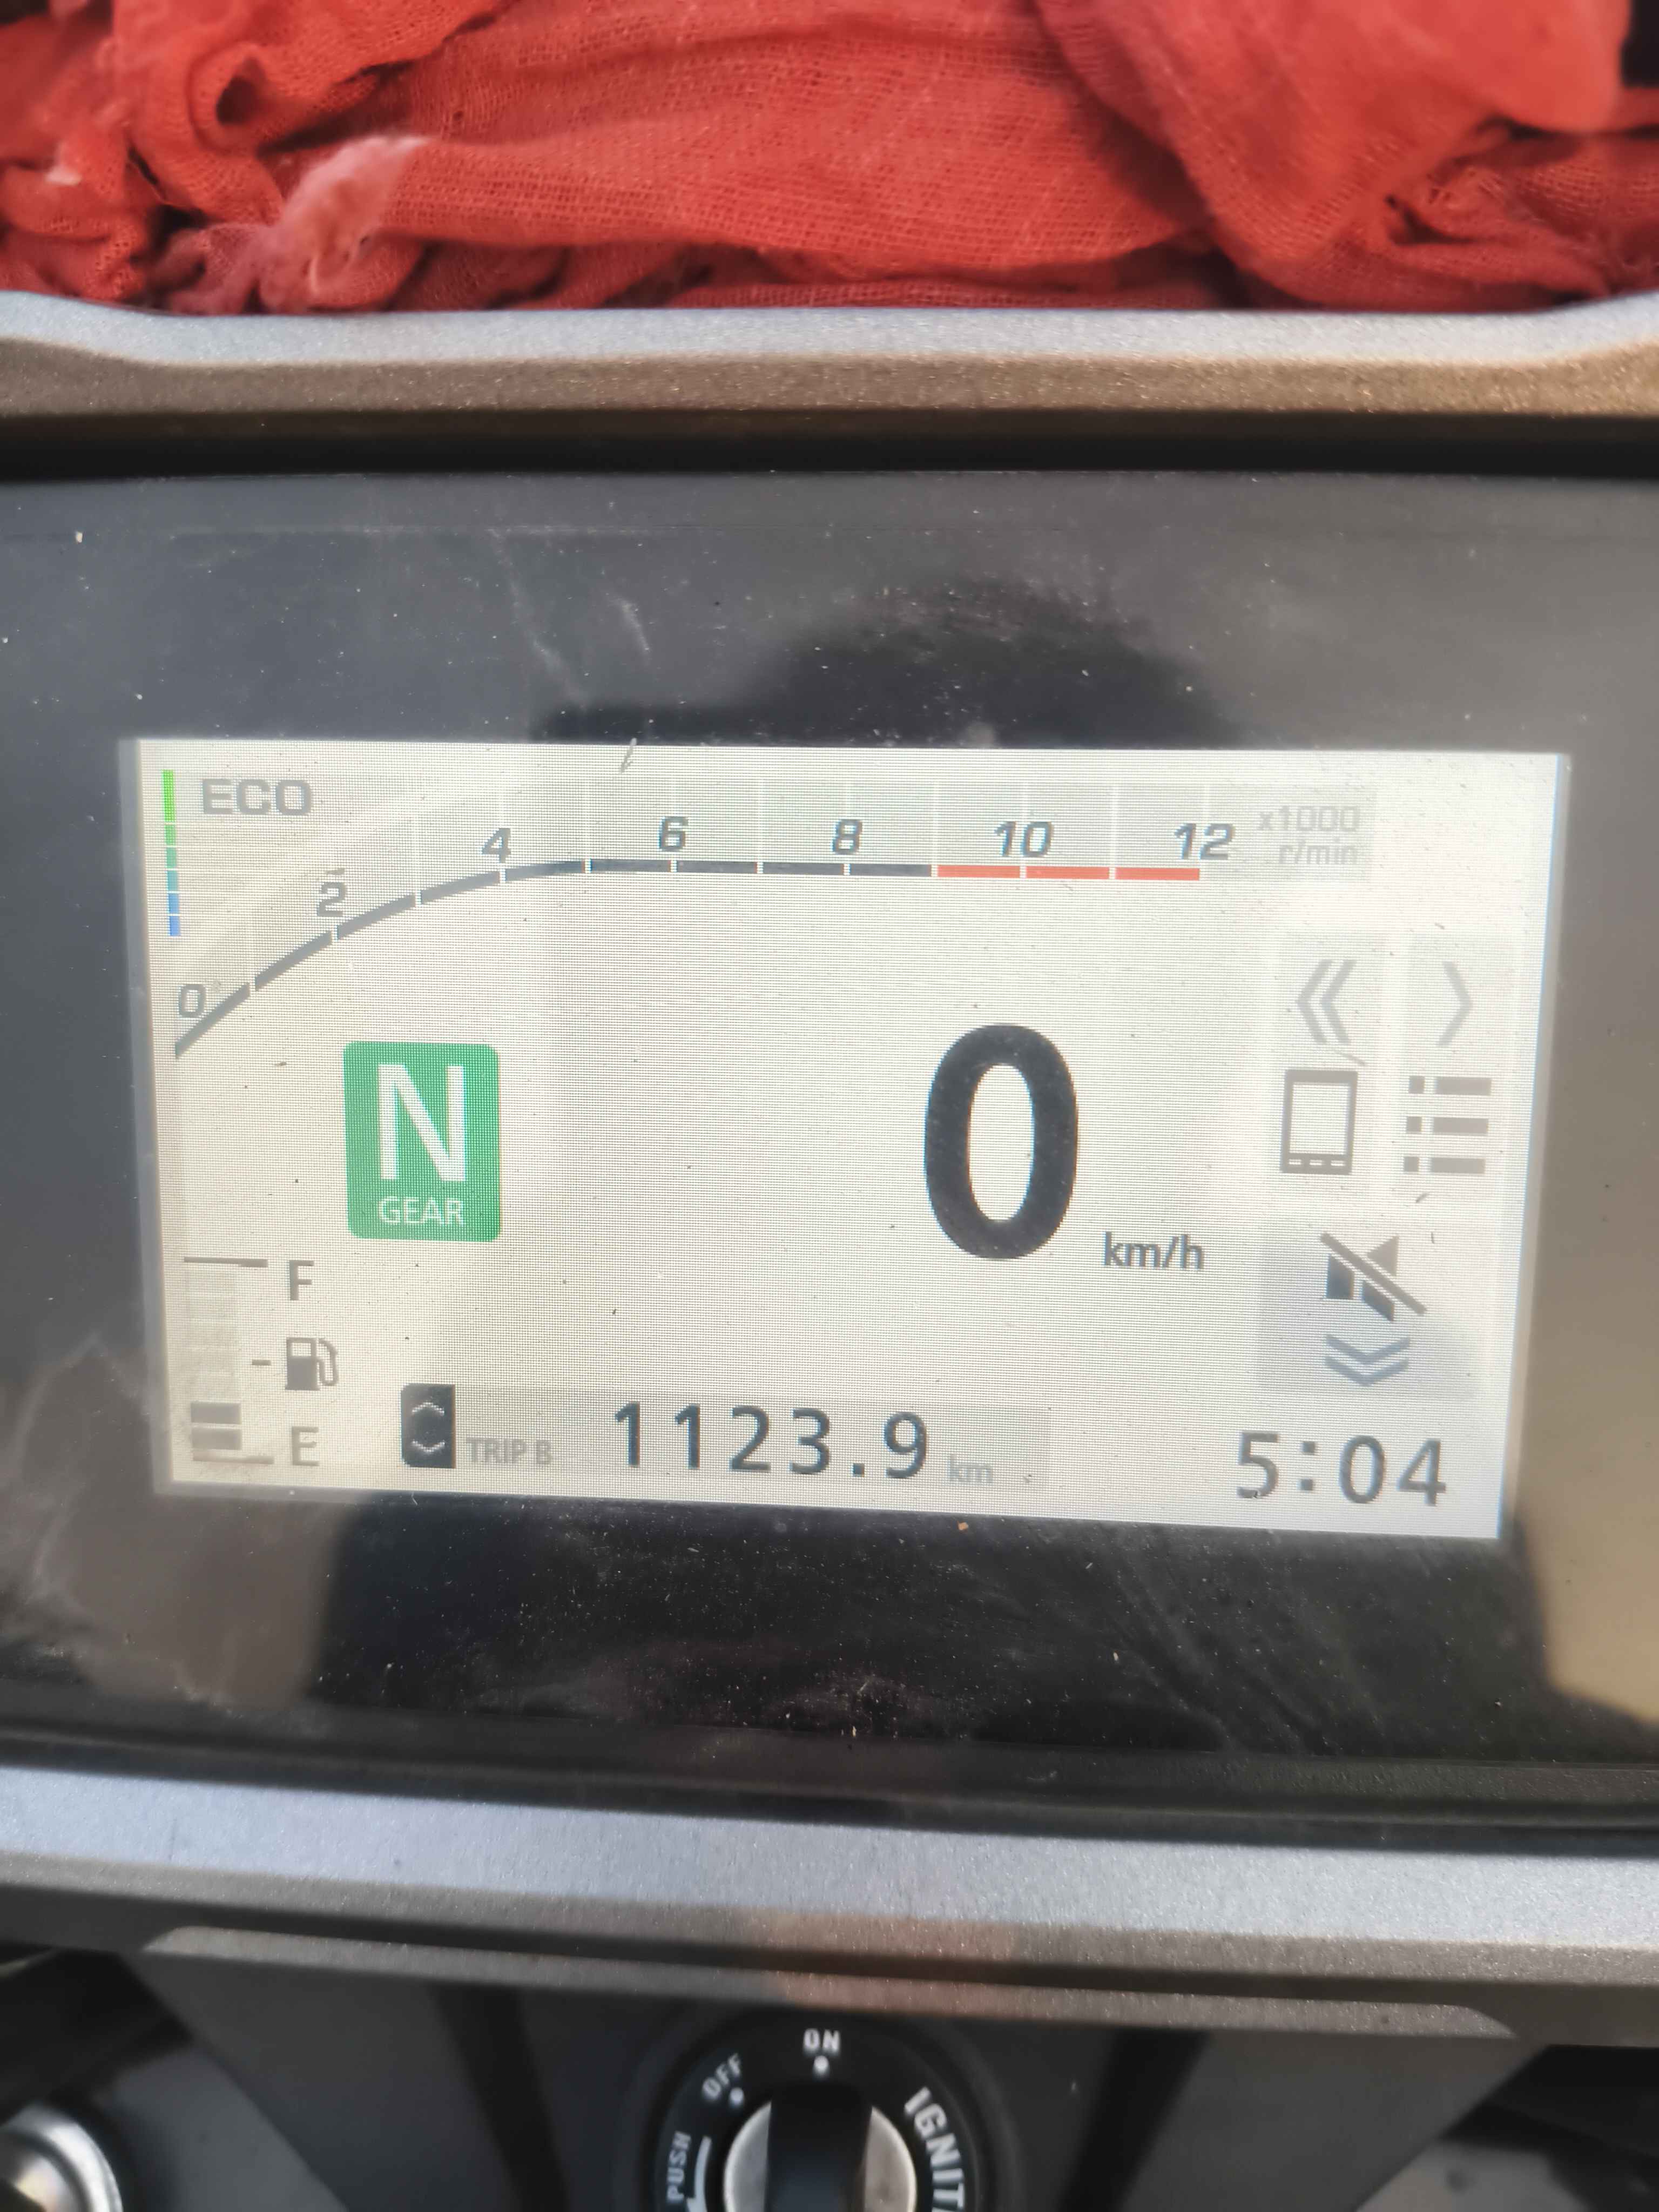 ECO
0 2 4 6 8 10 12 x1000
r/min
N
GEAR
0 km/h
F
E
TRIP B 1123.9 km
5:04
ON
OFF
PUSH